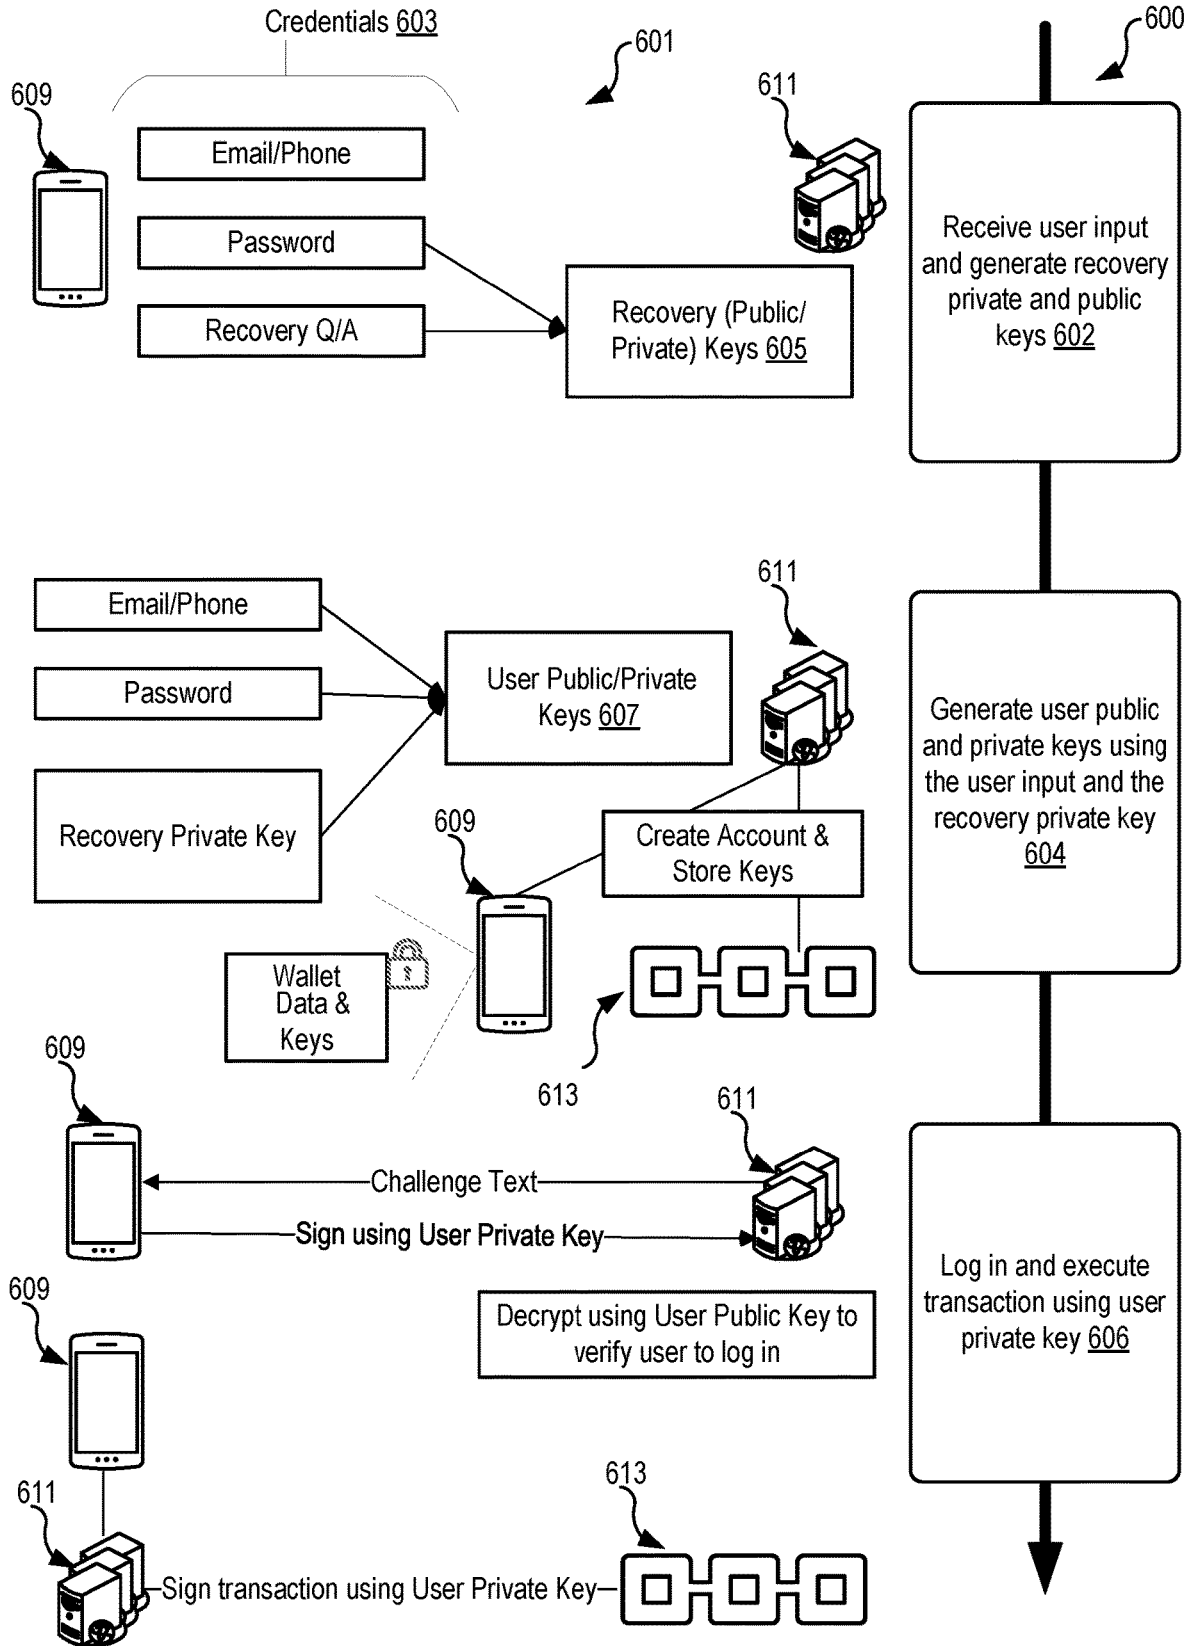 Credentials 603
601
600
609
611
Email/Phone
Password
Recovery Q/A
Recovery (Public/
Private) Keys 605
Receive user input
and generate recovery
private and public
keys 602
611
Email/Phone
Password
Recovery Private Key
User Public/Private
Keys 607
609
Create Account &
Store Keys
Wallet
Data &
Keys
613
Generate user public
and private keys using
the user input and the
recovery private key
604
609
611
Challenge Text
Sign using User Private Key
Decrypt using User Public Key to
verify user to log in
Log in and execute
transaction using user
private key 606
609
611
613
Sign transaction using User Private Key